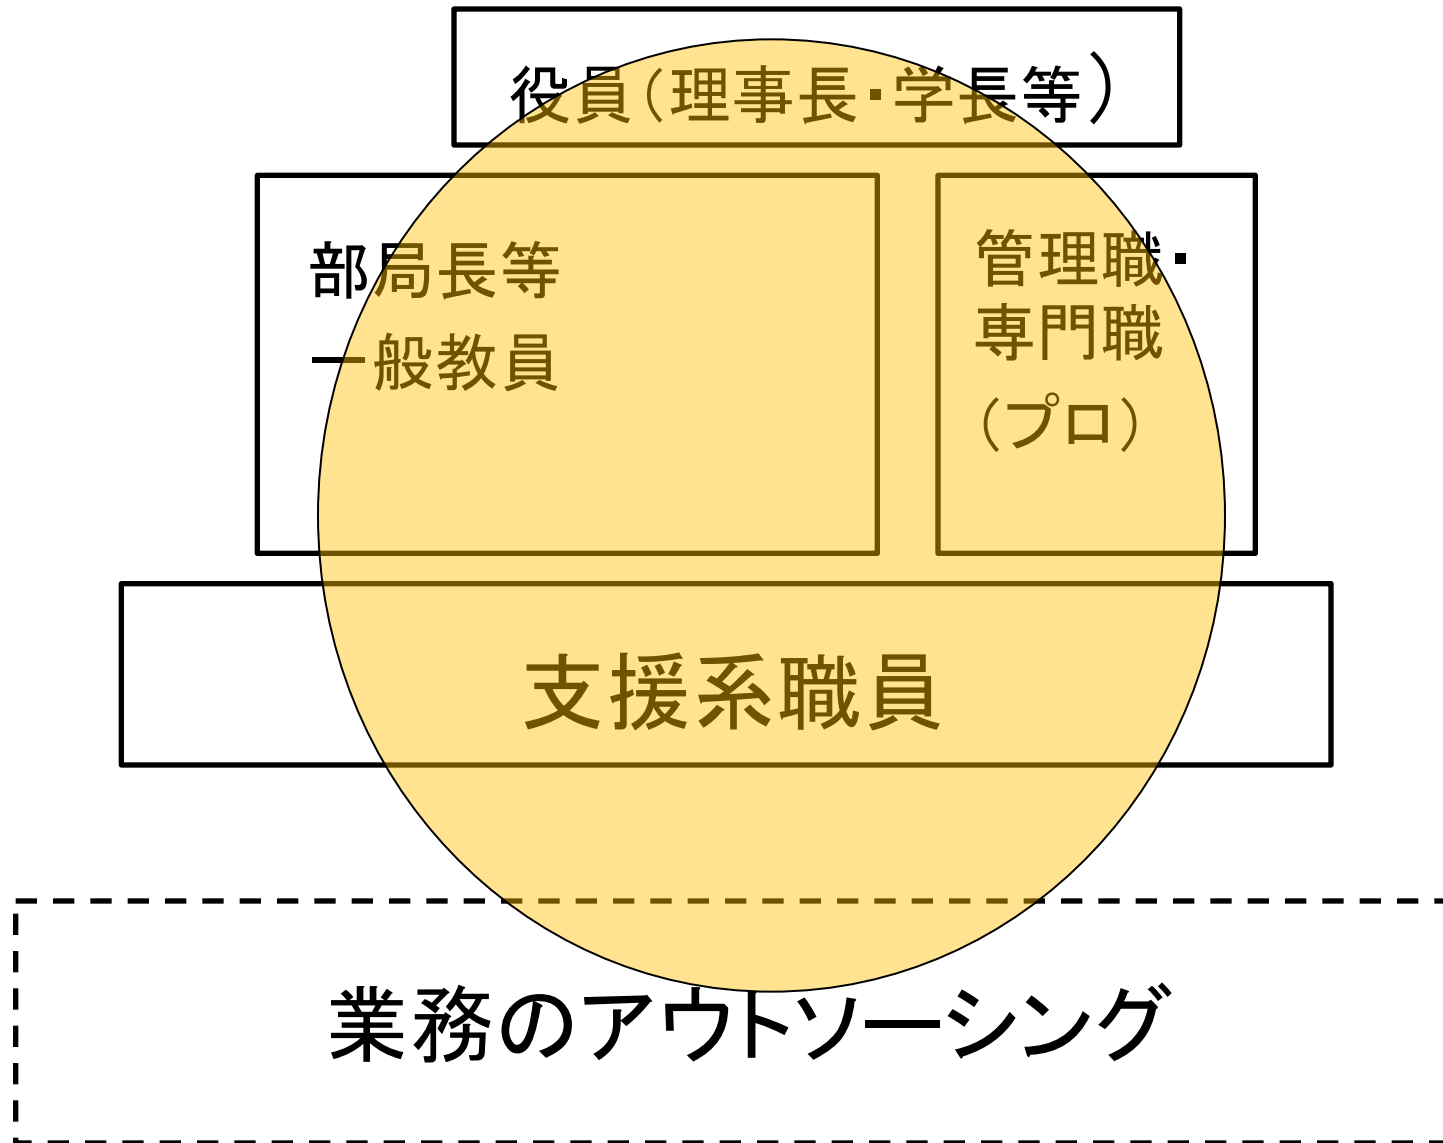 役員(理事長・学長等)
部局長等
一般教員
管理職・
専門職
(プロ)
支援系職員
業務のアウトソーシング